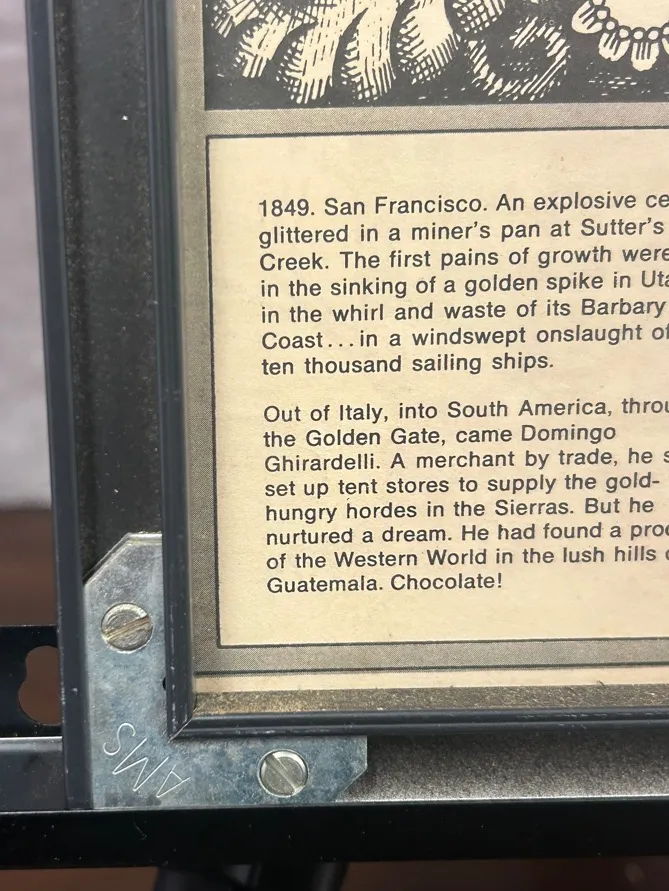 1849. San Francisco. An explosive ce
glittered in a miner's pan at Sutter's
Creek. The first pains of growth were
in the sinking of a golden spike in Uta
in the whirl and waste of its Barbary
Coast...in a windswept onslaught of
ten thousand sailing ships.
Out of Italy, into South America, throu
the Golden Gate, came Domingo
Ghirardelli. A merchant by trade, he s
set up tent stores to supply the gold-
hungry hordes in the Sierras. But he
nurtured a dream. He had found a prod
of the Western World in the lush hills o
Guatemala. Chocolate!
AMS